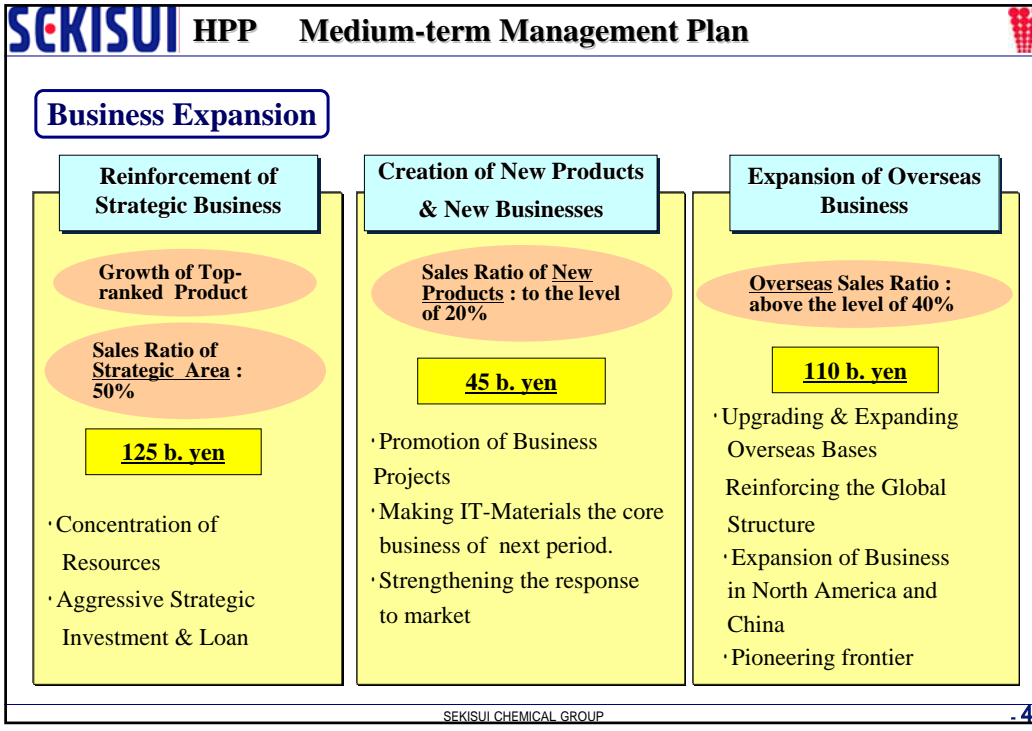 SEKISUI HPP Medium-term Management Plan
Business Expansion
Reinforcement of
Strategic Business
Growth of Top-
ranked Product
Sales Ratio of
Strategic Area :
50%
125 b. yen
・Concentration of
Resources
・Aggressive Strategic
Investment & Loan
Creation of New Products
& New Businesses
Sales Ratio of New
Products : to the level
of 20%
45 b. yen
・Promotion of Business
Projects
・Making IT-Materials the core
business of next period.
・Strengthening the response
to market
Expansion of Overseas
Business
Overseas Sales Ratio :
above the level of 40%
110 b. yen
・Upgrading & Expanding
Overseas Bases
Reinforcing the Global
Structure
・Expansion of Business
in North America and
China
・Pioneering frontier
SEKISUI CHEMICAL GROUP
- 4